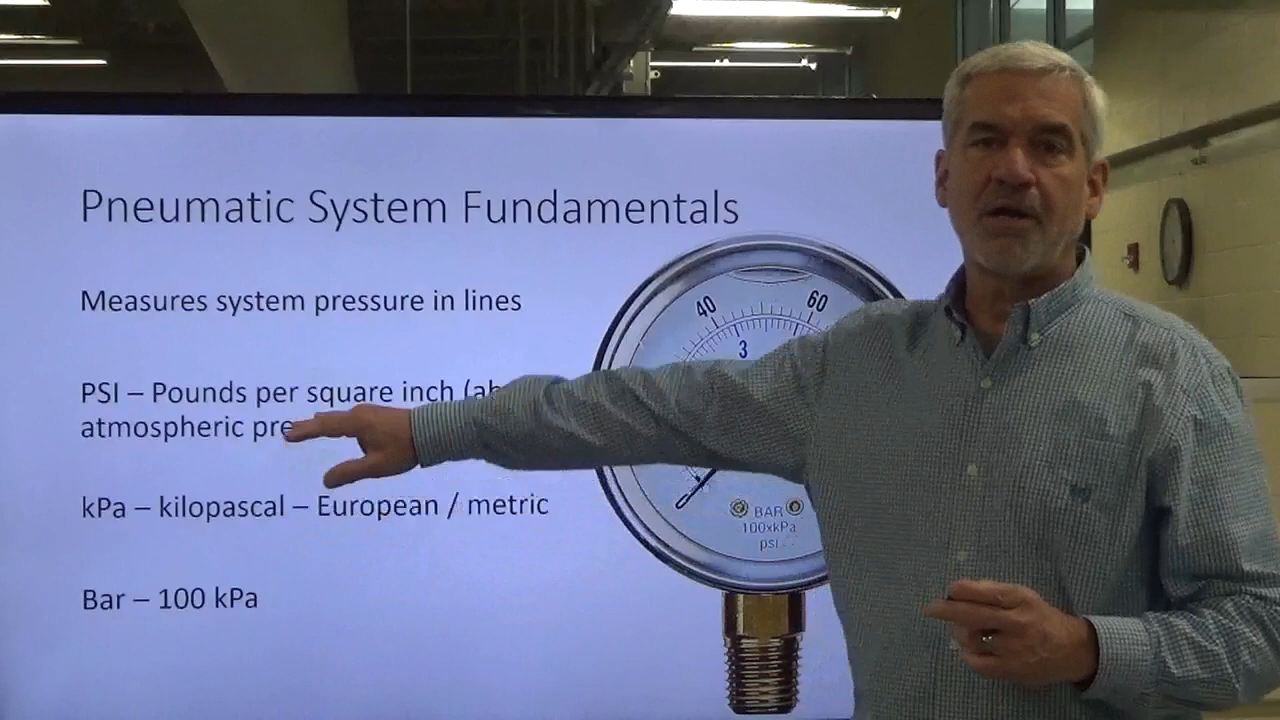 Pneumatic System Fundamentals
Measures system pressure in lines
PSI – Pounds per square inch
atmospheric
kPa – kilopascal – European / metric
Bar – 100 kPa
40
60
3
BAR
100xkPa
psi